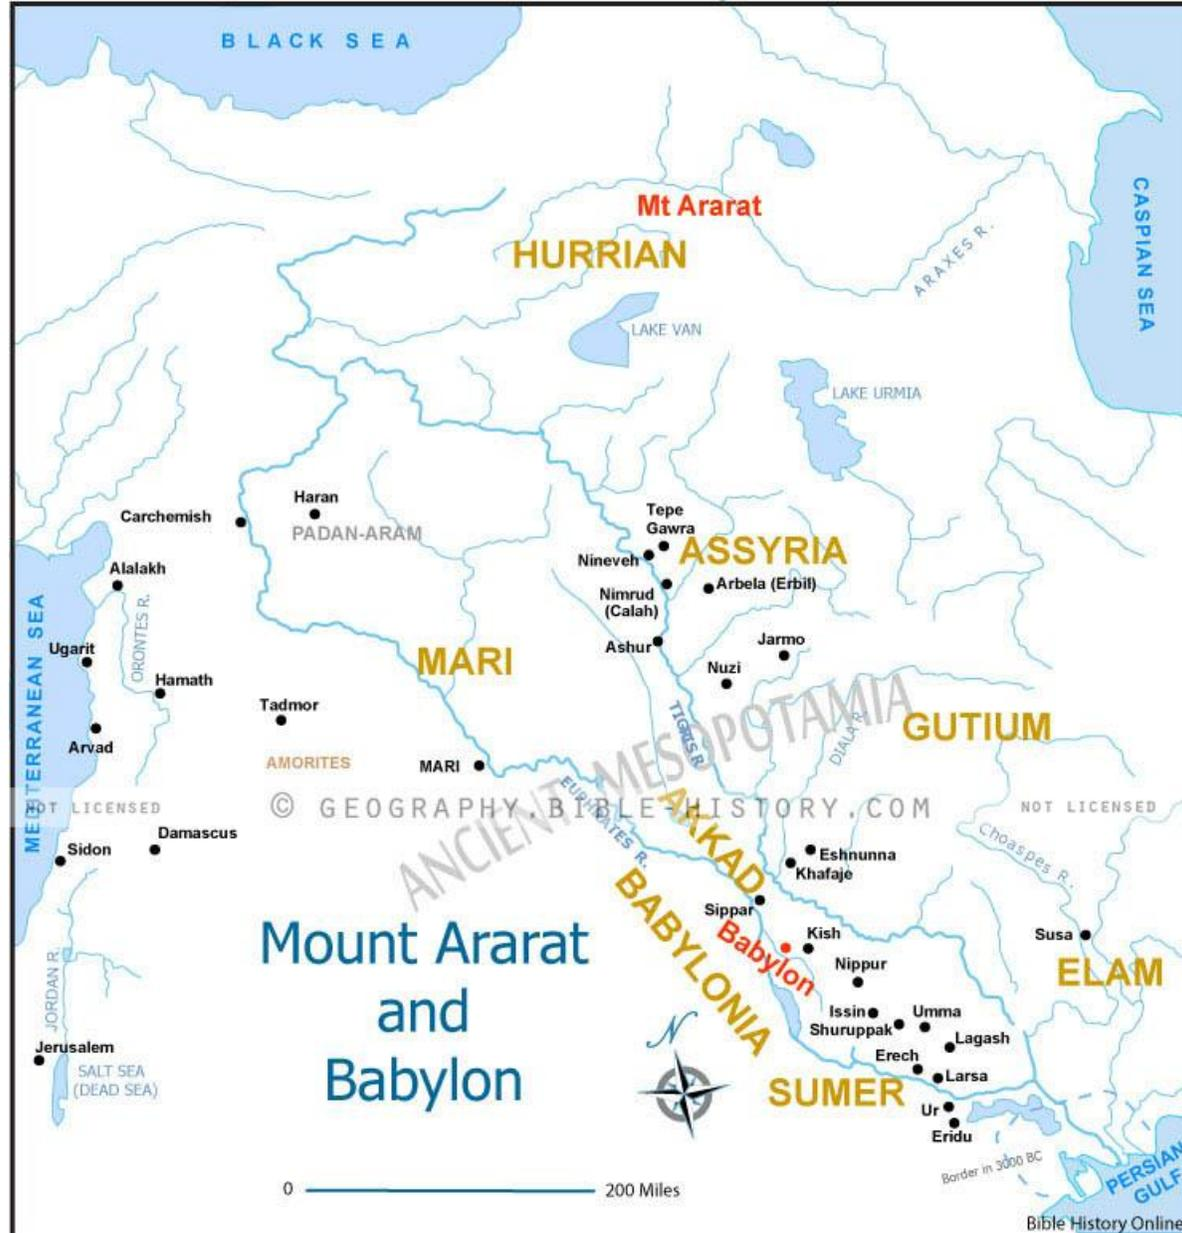 BLACK SEA
CASPIAN SEA
Mt Ararat
HURRIAN
ARAXES R.
LAKE VAN
LAKE URMIA
Haran
Carchemish
PADAN-ARAM
Tepe
Gawra
Nineveh
ASSYRIA
Alalakh
Nimrud
(Calah)
Arbela (Erbil)
MEDITERRANEAN SEA
ORONTES R.
Ugarit
Ashur
Jarmo
MARI
Nuzi
Hamath
Tadmor
Arvad
TIGRIS R.
DIALA R.
GUTIUM
AMORITES
MARI
ANCIENT MESOPOTAMIA
EUPHRATES R.
NOT LICENSED
© GEOGRAPHY.BIBLE-HISTORY.COM
NOT LICENSED
AKKAD
Damascus
Sidon
Choaspes R.
Eshnunna
Khafaje
BABYLONIA
Sippar
Babylon
Kish
Susa
Nippur
ELAM
Mount Ararat
and
Babylon
JORDAN R.
N
Issin
Umma
Shuruppak
Lagash
Jerusalem
Erech
SALT SEA
(DEAD SEA)
Larsa
SUMER
Ur
Eridu
Border in 3000 BC
PERSIAN
GULF
0
200 Miles
Bible History Online